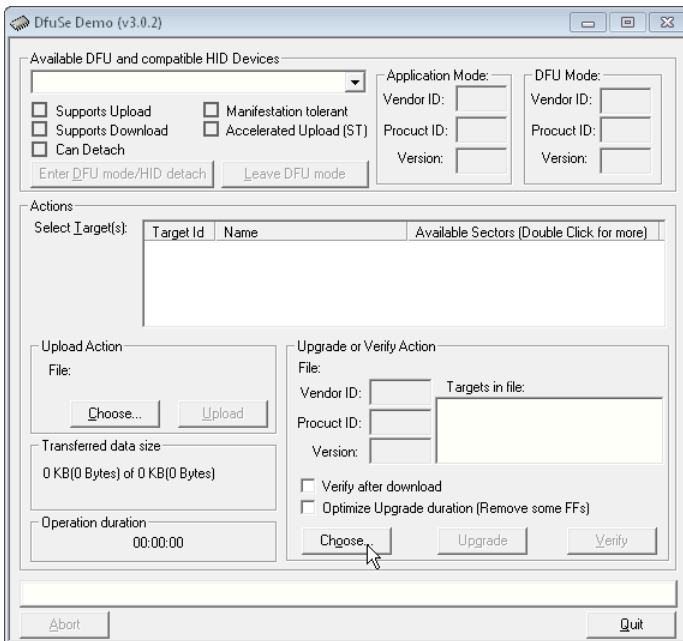 DfuSe Demo (v3.0.2)
Available DFU and compatible HID Devices
Supports Upload
Manifestation tolerant
Supports Download
Accelerated Upload (ST)
Can Detach
Enter DFU mode/HID detach
Leave DFU mode
Application Mode:
Vendor ID:
Procuct ID:
Version:
DFU Mode:
Vendor ID:
Procuct ID:
Version:
Actions
Select Target(s):
Target Id Name Available Sectors (Double Click for more)
Upload Action
File:
Choose...
Upload
Transferred data size
0 KB(0 Bytes) of 0 KB(0 Bytes)
Operation duration
00:00:00
Upgrade or Verify Action
File:
Vendor ID:
Procuct ID:
Version:
Targets in file:
Verify after download
Optimize Upgrade duration (Remove some FFs)
Choose...
Upgrade
Verify
Abort
Quit